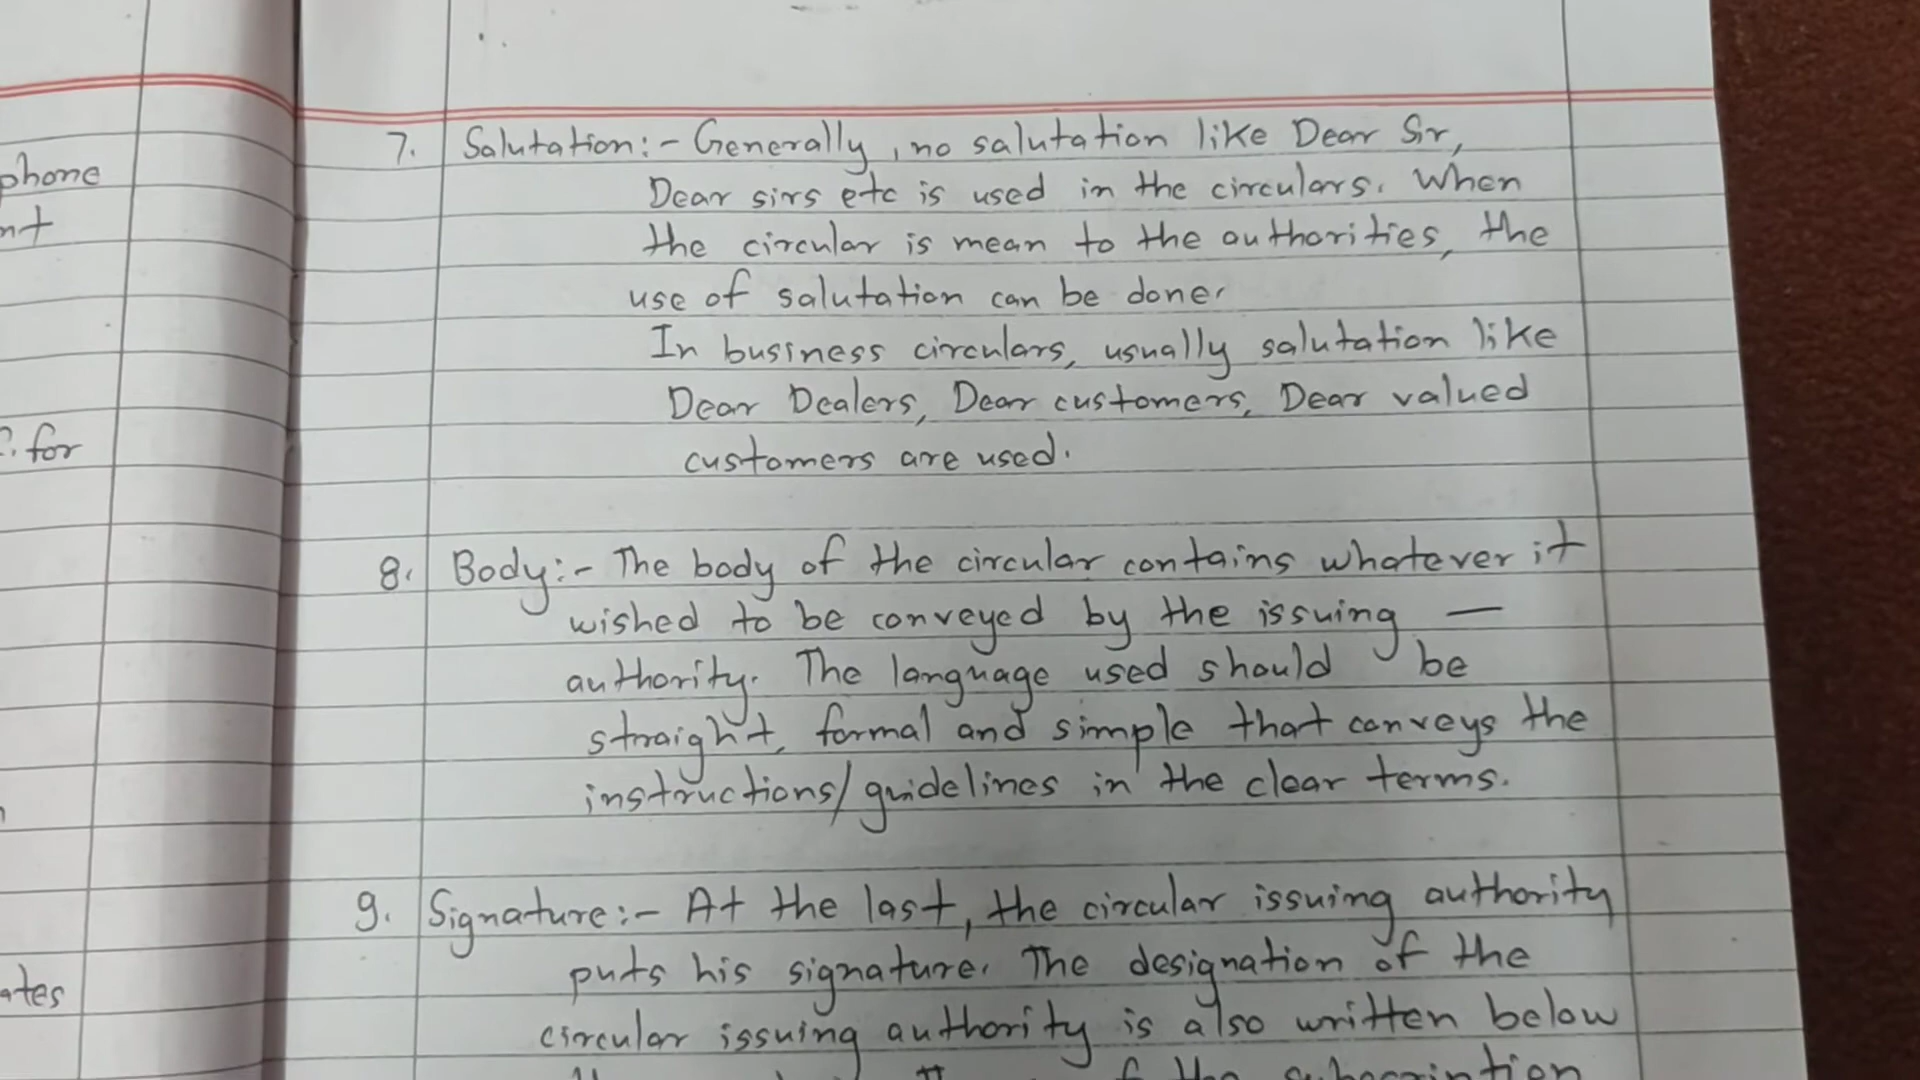 phone
nt
for
ates
7. Salutation:- Generally, no salutation like Dear Sir,
Dear sirs etc is used in the circulars. When
the circular is mean to the authorities, the
use of salutation can be done.
In business circulars, usually salutation like
Dear Dealers, Dear customers, Dear valued
customers are used.
8. Body:- The body of the circular contains whatever it
wished to be conveyed by the issuing —
authority. The language used should be
straight, formal and simple that conveys the
instructions/guidelines in the clear terms.
9. Signature:- At the last, the circular issuing authority
puts his signature. The designation of the
circular issuing authority is also written below
the subscription